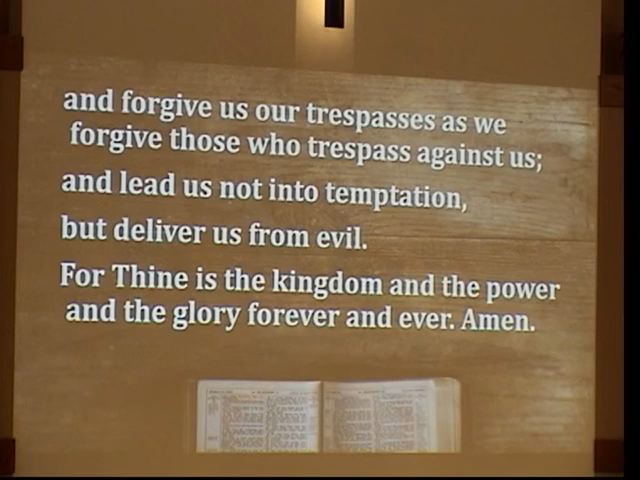 and forgive us our trespasses as we
forgive those who trespass against us;
and lead us not into temptation,
but deliver us from evil.
For Thine is the kingdom and the power
and the glory forever and ever. Amen.